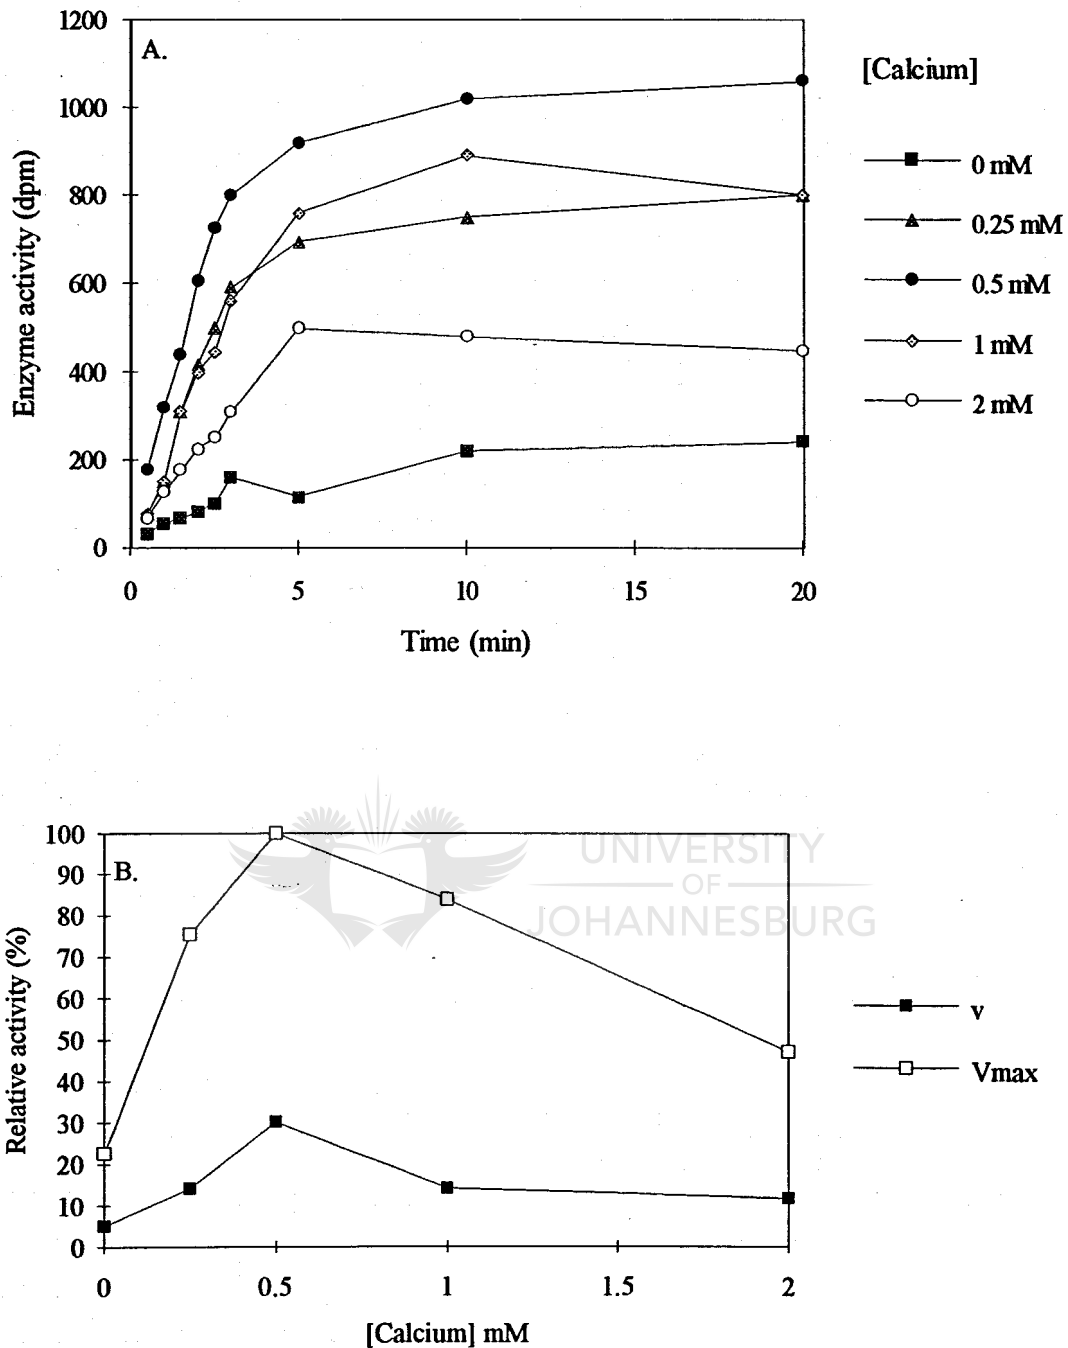 A.
1200
1000
800
600
400
200
0
Enzyme activity (dpm)
0 5 10 15 20
Time (min)
[Calcium]
0 mM
0.25 mM
0.5 mM
1 mM
2 mM
B.
100
90
80
70
60
50
40
30
20
10
0
Relative activity (%)
0 0.5 1 1.5 2
[Calcium] mM
v
Vmax
UNIVERSITY
OF
JOHANNESBURG